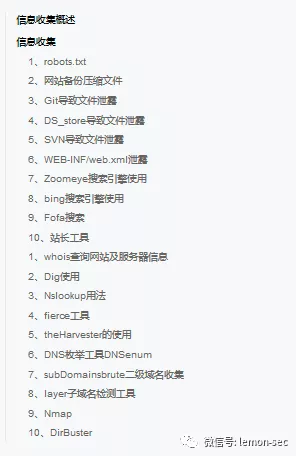 信息收集概述
信息收集
1、robots.txt
2、网站备份压缩文件
3、Git导致文件泄露
4、DS_store导致文件泄露
5、SVN导致文件泄露
6、WEB-INF/web.xml泄露
7、Zoomeye搜索引擎使用
8、bing搜索引擎使用
9、Fofa搜索
10、站长工具
1、whois查询网站及服务器信息
2、Dig使用
3、Nslookup用法
4、fierce工具
5、theHarvester的使用
6、DNS枚举工具DNSenum
7、subDomainsbrute二级域名收集
8、layer子域名检测工具
9、Nmap
10、DirBuster
微信号: lemon-sec